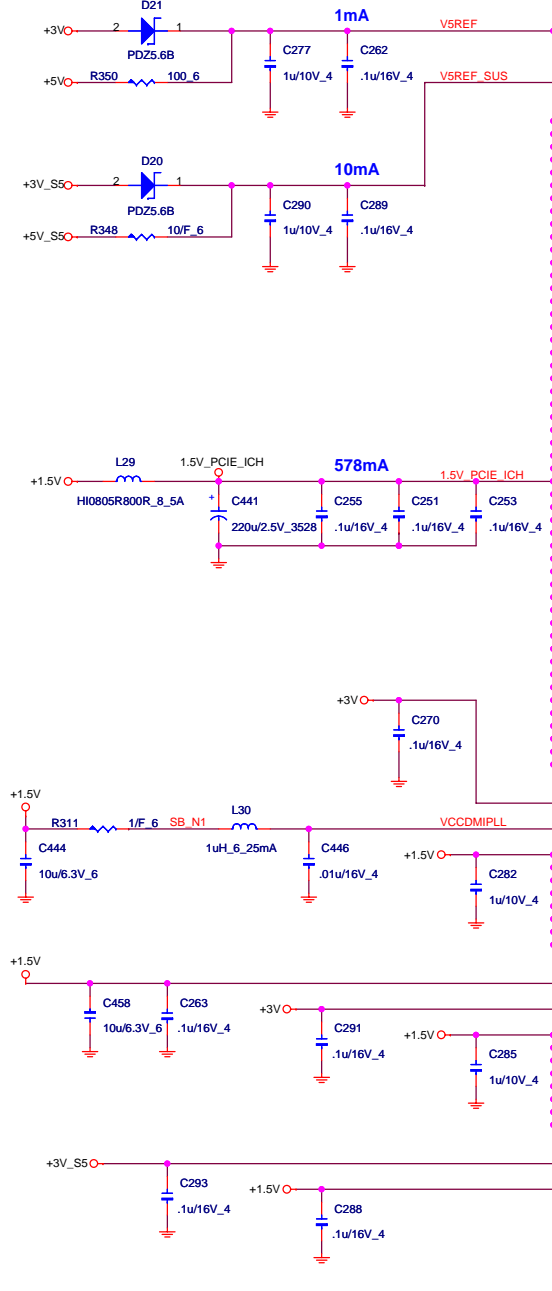 D21
1mA
+3V
2
1
V5REF
PDZ5.6B
C277
C262
1u/10V_4
.1u/16V_4
+5V
R350
100_6
V5REF_SUS
D20
10mA
+3V_S5
2
1
PDZ5.6B
C290
C289
1u/10V_4
.1u/16V_4
+5V_S5
R348
10/F_6
L29
1.5V_PCIE_ICH
578mA
1.5V_PCIE_ICH
+1.5V
HI0805R800R_8_5A
+
C441
C255
C251
C253
220u/2.5V_3528
.1u/16V_4
.1u/16V_4
.1u/16V_4
+3V
C270
.1u/16V_4
+1.5V
L30
R311
1/F_6
SB_N1
VCCDMIPLL
C444
1uH_6_25mA
C446
+1.5V
10u/6.3V_6
.01u/16V_4
C282
1u/10V_4
+1.5V
C458
C263
+3V
10u/6.3V_6
.1u/16V_4
C291
+1.5V
.1u/16V_4
C285
1u/10V_4
+3V_S5
C293
+1.5V
.1u/16V_4
C288
.1u/16V_4